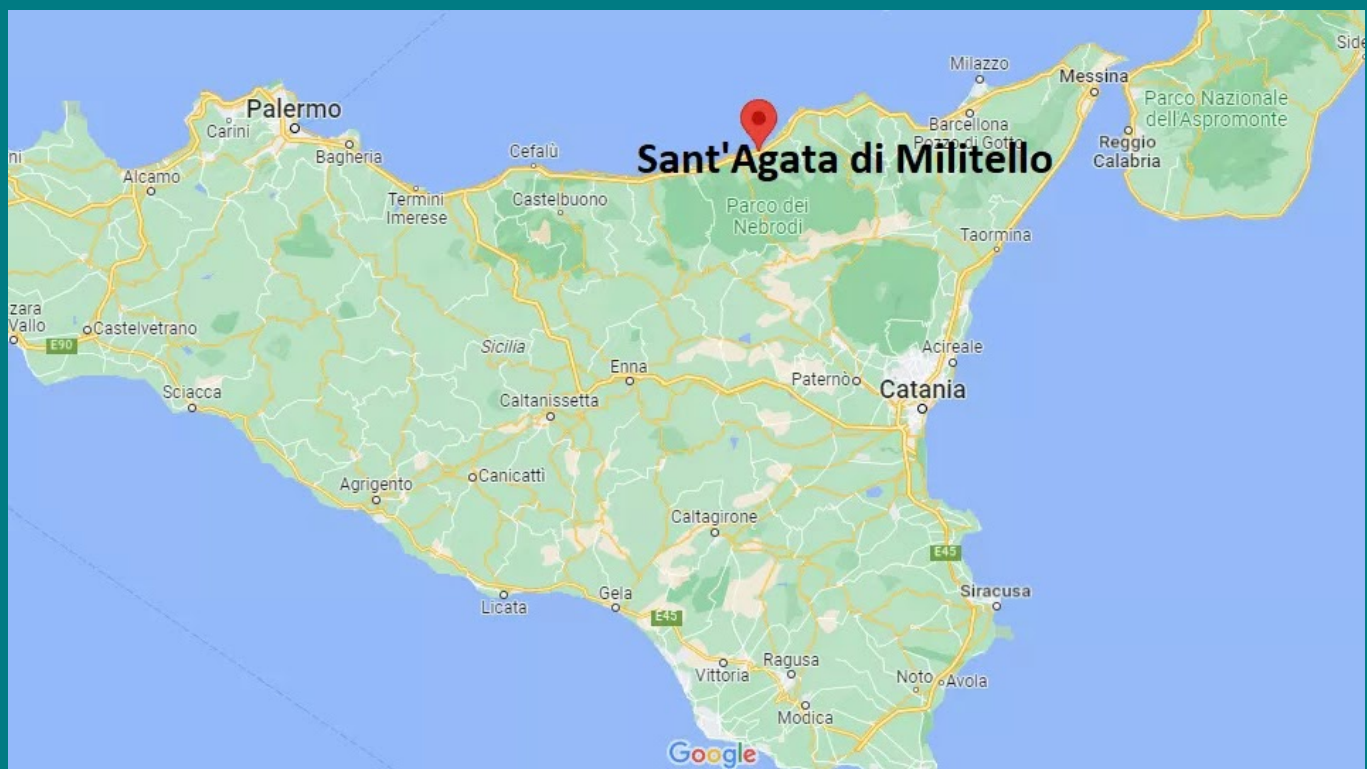 Side
Milazzo
Messina
Palermo
Carini
Parco Nazionale
dell'Aspromonte
Barcellona
Pozzo di Gotto
Reggio
Calabria
ni
Bagheria
Cefalù
Sant'Agata di Militello
Alcamo
Termini
Imerese
Castelbuono
Parco dei
Nebrodi
Taormina
zara
Vallo
Castelvetrano
E90
Sicilia
Acireale
Enna
Paternò
Catania
Sciacca
Caltanissetta
Agrigento
Canicattì
Caltagirone
E45
Siracusa
Licata
Gela
E45
Ragusa
Vittoria
Noto
Avola
Modica
Google